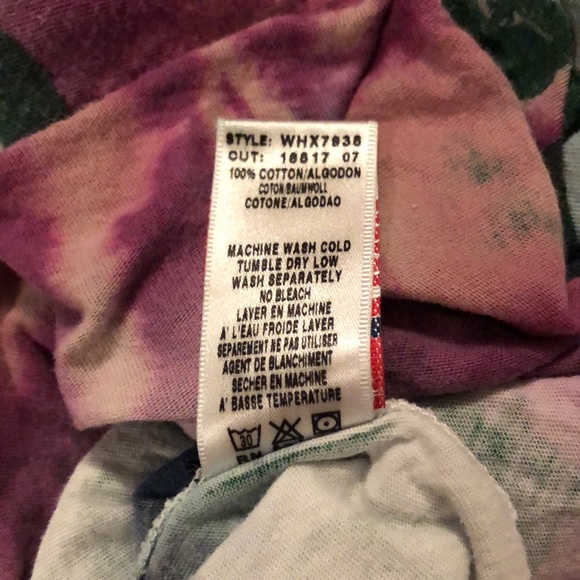 STYLE: WHX7938
CUT: 16817 07
100% COTTON/ALGODON
COTON/BAUMWOLL
COTONE/ALGODAO
MACHINE WASH COLD
TUMBLE DRY LOW
WASH SEPARATELY
NO BLEACH
LAYER EN MACHINE
A' L'EAU FROIDE LAVER
SEPAREMENT NE PAS UTILISER
AGENT DE BLANCHIMENT
SECHER EN MACHINE
A' BASSE TEMPERATURE
30
RN